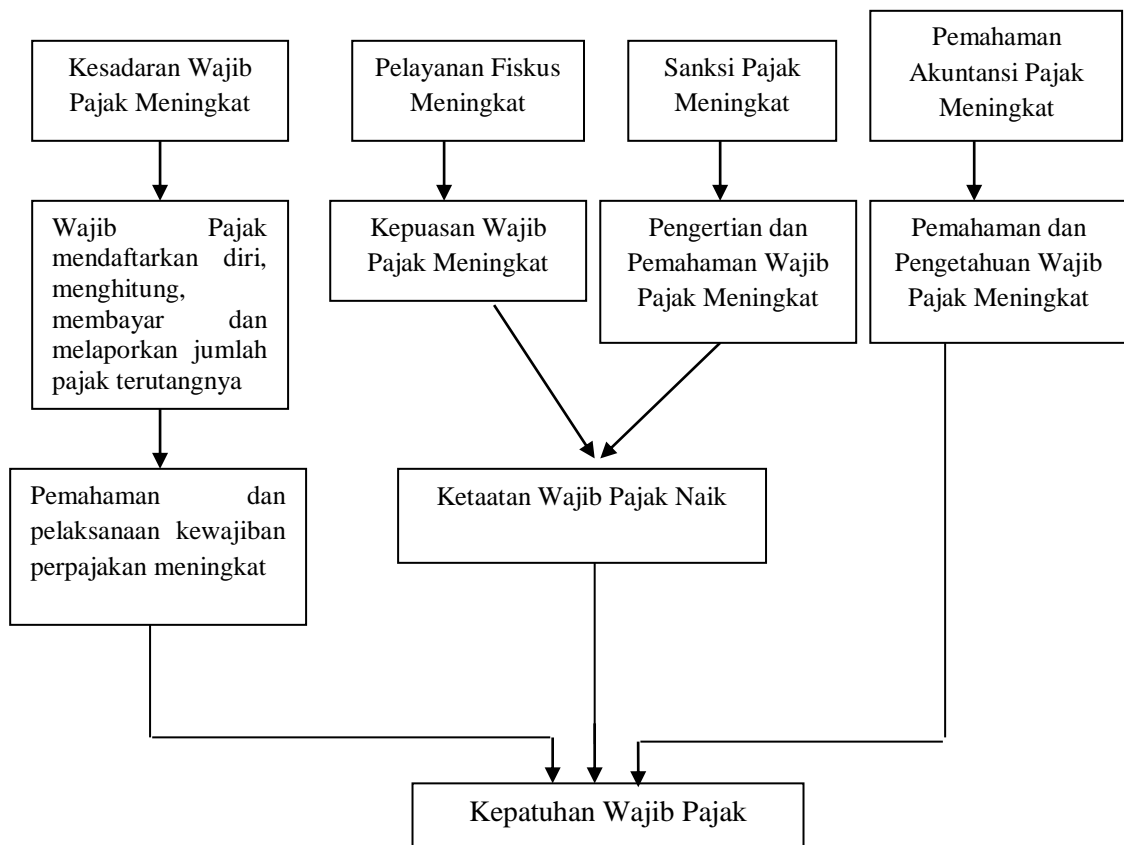 Kesadaran Wajib
Pajak Meningkat
Pelayanan Fiskus
Meningkat
Sanksi Pajak
Meningkat
Pemahaman
Akuntansi Pajak
Meningkat
Wajib Pajak
mendaftarkan diri,
menghitung,
membayar dan
melaporkan jumlah
pajak terutangnya
Kepuasan Wajib
Pajak Meningkat
Pengertian dan
Pemahaman Wajib
Pajak Meningkat
Pemahaman dan
Pengetahuan Wajib
Pajak Meningkat
Pemahaman dan
pelaksanaan kewajiban
perpajakan meningkat
Ketaatan Wajib Pajak Naik
Kepatuhan Wajib Pajak